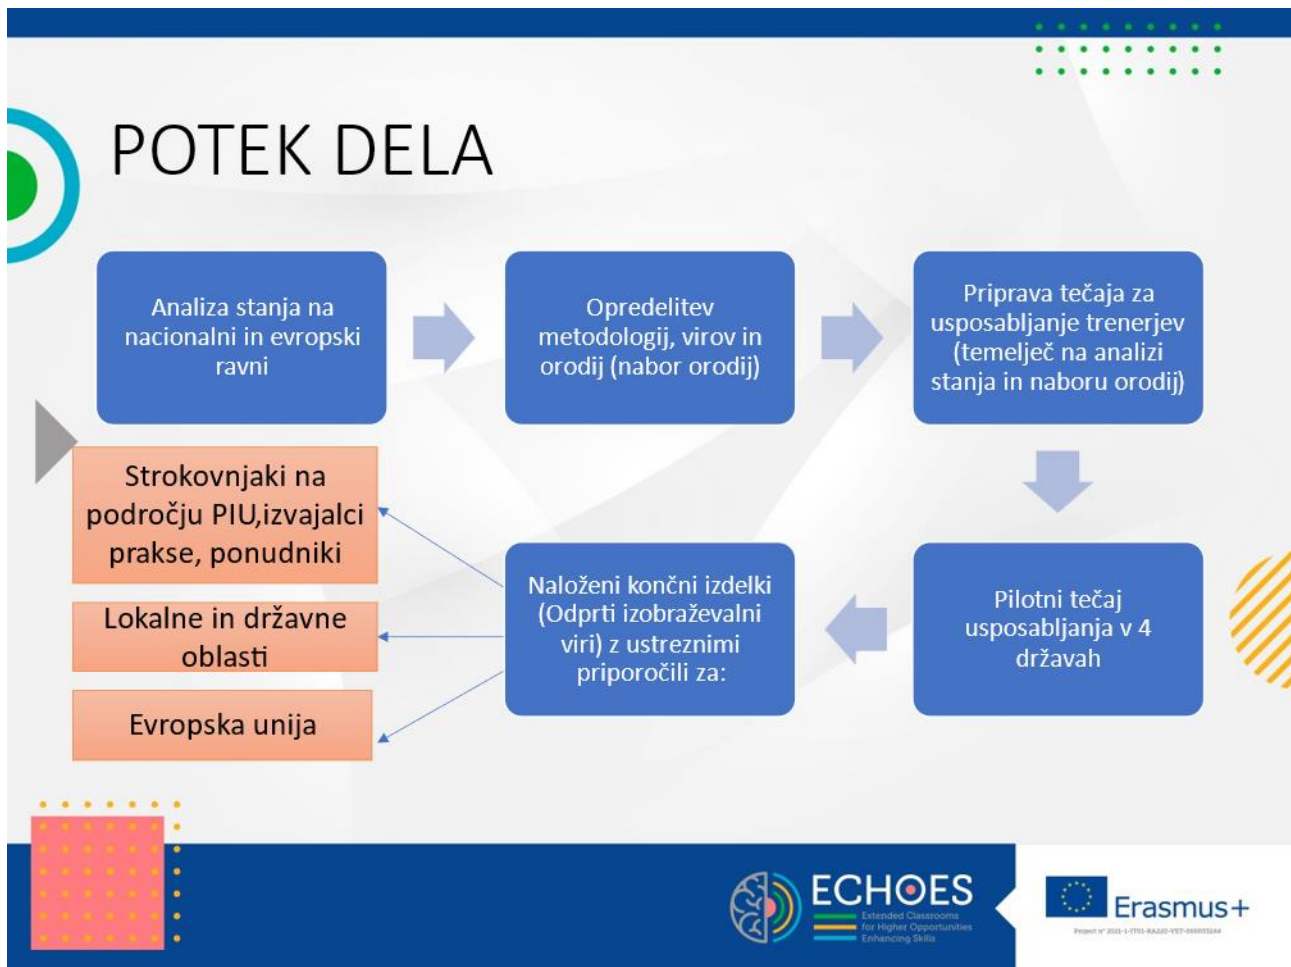 POTEK DELA
Analiza stanja na
nacionalni in evropski
ravni
Opredelitev
metodologij, virov in
orodij (nabor orodij)
Priprava tečaja za
usposabljanje trenerjev
(temelječ na analizi
stanja in naboru orodij)
Pilotni tečaj
usposabljanja v 4
državah
Naloženi končni izdelki
(Odprti izobraževalni
viri) z ustreznimi
priporočili za:
Strokovnjaki na
področju PIU,izvajalci
prakse, ponudniki
Lokalne in državne
oblasti
Evropska unija
ECHOES
Extended Classrooms
for Higher Opportunities
Enhancing Skills
Erasmus+
Project n°